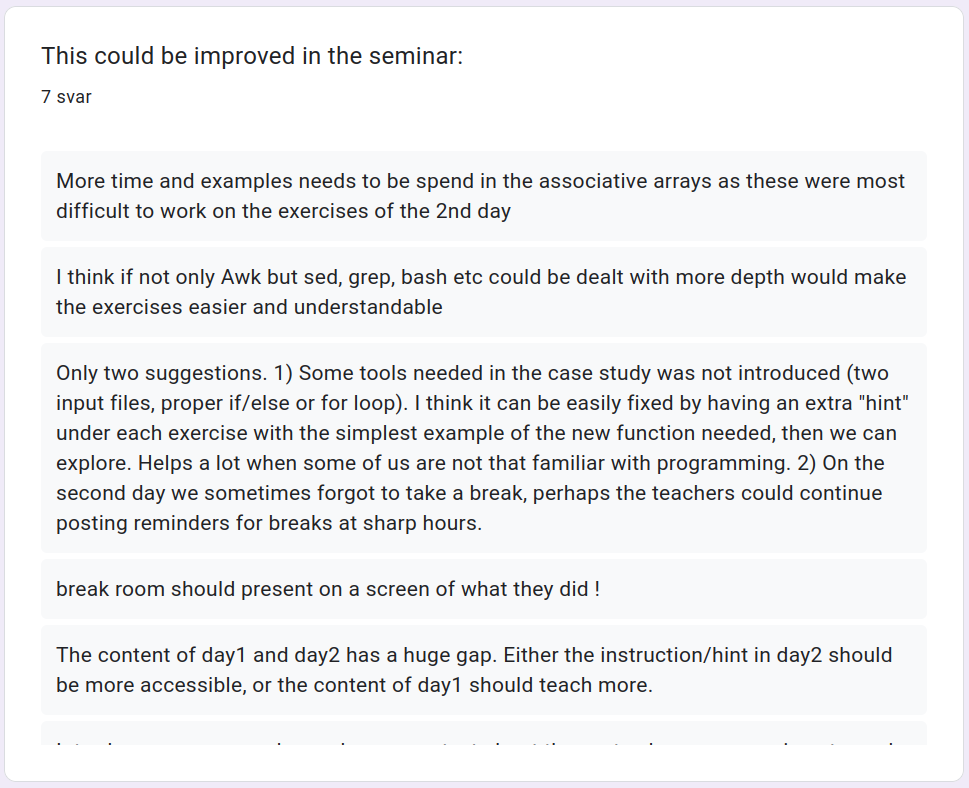 This could be improved in the seminar:
7 svar
More time and examples needs to be spend in the associative arrays as these were most
difficult to work on the exercises of the 2nd day
I think if not only Awk but sed, grep, bash etc could be dealt with more depth would make
the exercises easier and understandable
Only two suggestions. 1) Some tools needed in the case study was not introduced (two
input files, proper if/else or for loop). I think it can be easily fixed by having an extra "hint"
under each exercise with the simplest example of the new function needed, then we can
explore. Helps a lot when some of us are not that familiar with programming. 2) On the
second day we sometimes forgot to take a break, perhaps the teachers could continue
posting reminders for breaks at sharp hours.
break room should present on a screen of what they did !
The content of day1 and day2 has a huge gap. Either the instruction/hint in day2 should
be more accessible, or the content of day1 should teach more.